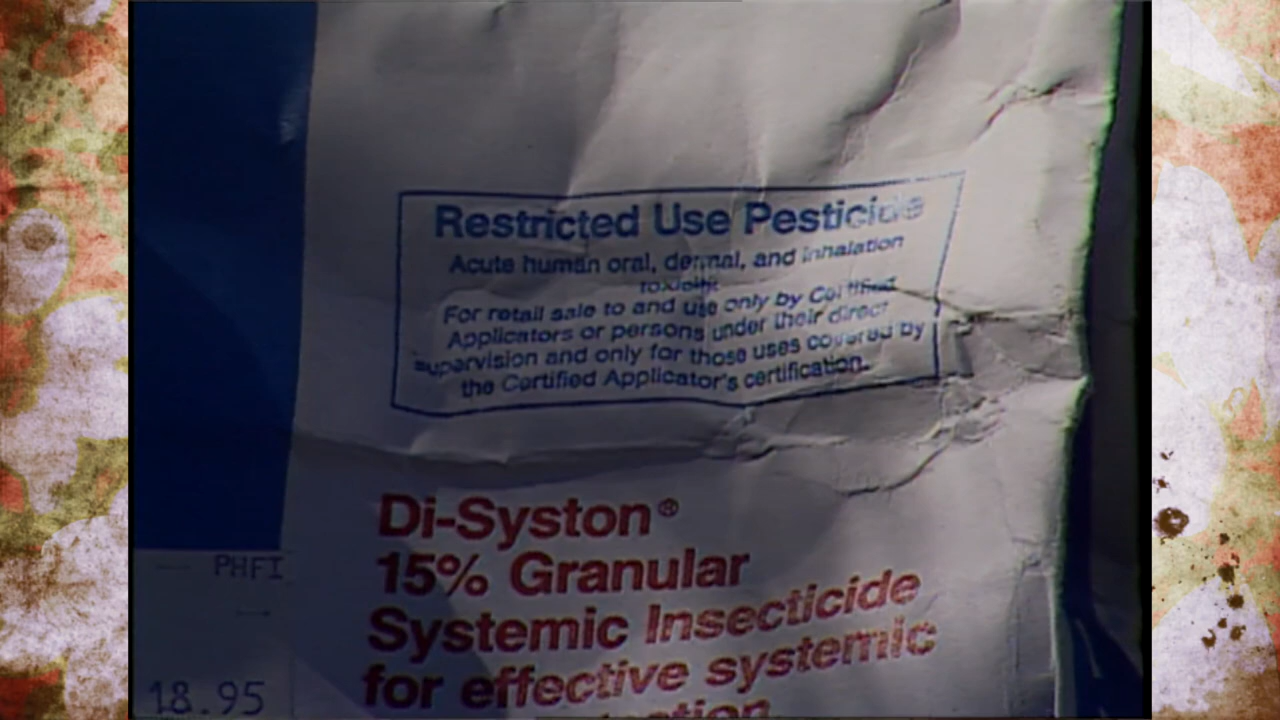 Restricted Use Pesticide
Acute human oral, dermal, and inhalation
toxicity
For retail sale to and use only by Certified
Applicators or persons under their direct
supervision and only for those uses covered by
the Certified Applicator's certification.
Di-Syston®
15% Granular
Systemic Insecticide
for effective systemic
PHFI
18.95